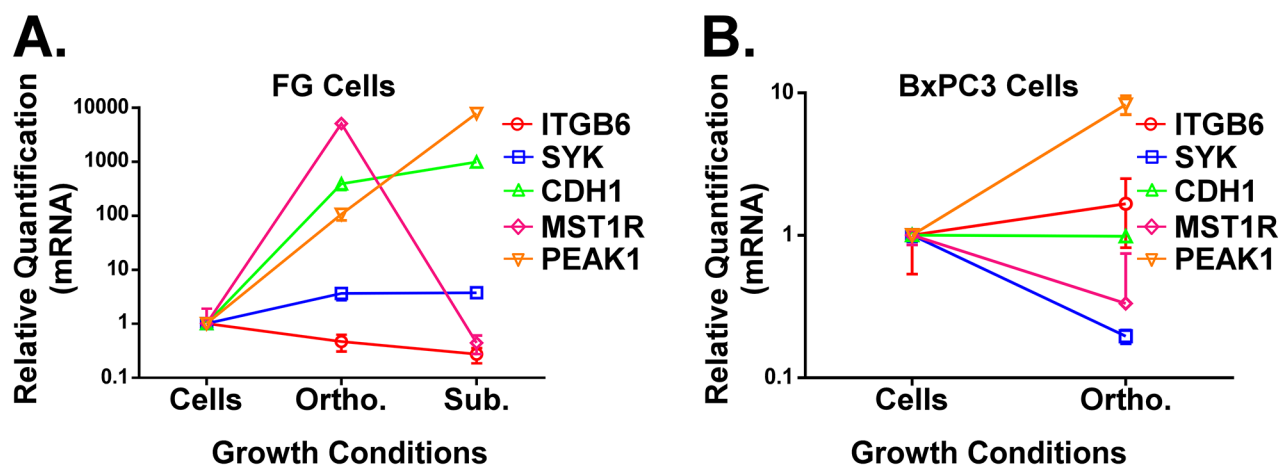 A.
FG Cells
Relative Quantification
(mRNA)
10000
1000
100
10
1
0.1
Cells
Ortho.
Sub.
Growth Conditions
ITGB6
SYK
CDH1
MST1R
PEAK1
B.
BxPC3 Cells
Relative Quantification
(mRNA)
10
1
0.1
Cells
Ortho.
Growth Conditions
ITGB6
SYK
CDH1
MST1R
PEAK1